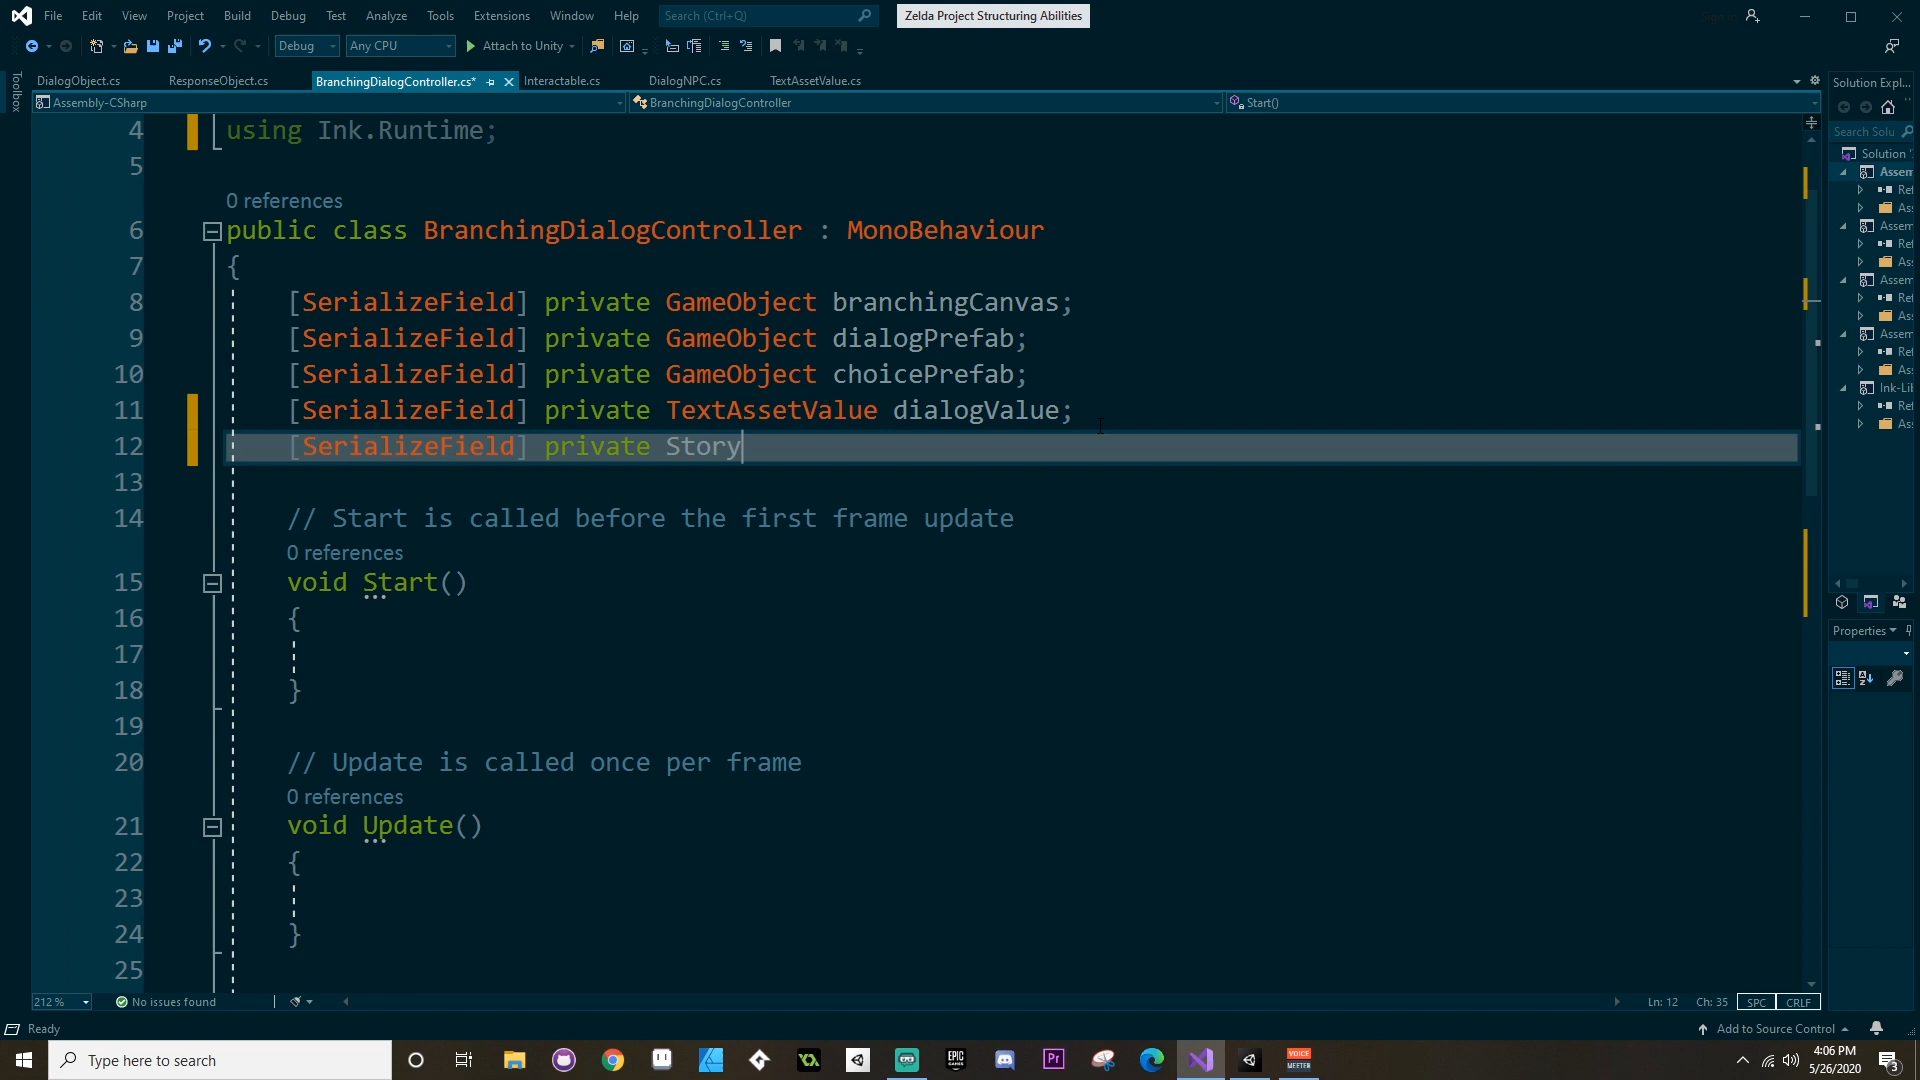 File Edit View Project Build Debug Test Analyze Tools Extensions Window Help Search (Ctrl+Q) Zelda Project Structuring Abilities
Debug Any CPU Attach to Unity
Toolbox
DialogObject.cs ResponseObject.cs BranchingDialogController.cs* Interactable.cs DialogNPC.cs TextAssetValue.cs
Assembly-CSharp BranchingDialogController Start()
4 using Ink.Runtime;
5
0 references
6 public class BranchingDialogController : MonoBehaviour
7 {
8 [SerializeField] private GameObject branchingCanvas;
9 [SerializeField] private GameObject dialogPrefab;
10 [SerializeField] private GameObject choicePrefab;
11 [SerializeField] private TextAssetValue dialogValue;
12 [SerializeField] private Story
13
14 // Start is called before the first frame update
0 references
15 void Start()
16 {
17
18 }
19
20 // Update is called once per frame
0 references
21 void Update()
22 {
23
24 }
25
212 % No issues found Ln: 12 Ch: 35 SPC CRLF
Ready Add to Source Control
Solution Expl...
Search Solu
Solution '
Assem
Re
As
Assem
Re
As
Assem
Re
As
Assem
Re
As
Ink-Lib
Re
As
Properties
Type here to search
EPIC GAMES
Pr
VOICE MEETER
4:06 PM
5/26/2020
3